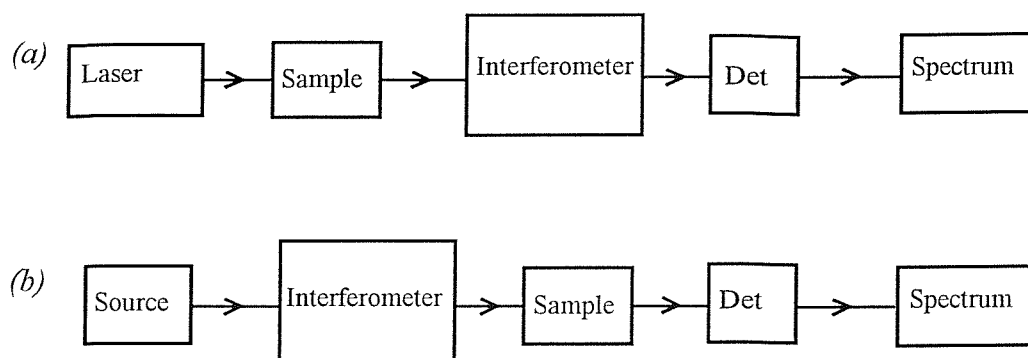 (a) Laser Sample Interferometer Det Spectrum
(b) Source Interferometer Sample Det Spectrum